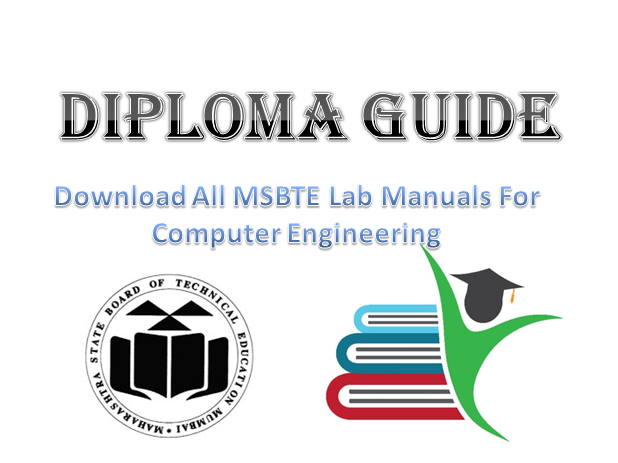 DIPLOMA GUIDE
Download All MSBTE Lab Manuals For
Computer Engineering
MAHARASHTRA STATE BOARD OF TECHNICAL EDUCATION MUMBAI •